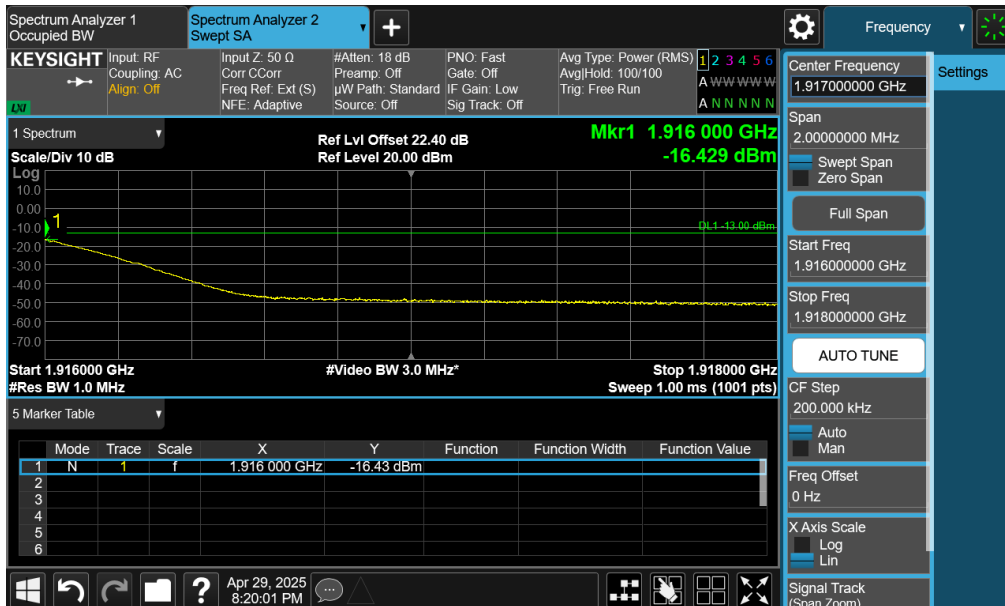 Spectrum Analyzer 1
Occupied BW
Spectrum Analyzer 2
Swept SA
Frequency
KEYSIGHT
LXI
Input: RF
Coupling: AC
Align: Off
Input Z: 50 Ω
Corr CCorr
Freq Ref: Ext (S)
NFE: Adaptive
#Atten: 18 dB
Preamp: Off
µW Path: Standard
Source: Off
PNO: Fast
Gate: Off
IF Gain: Low
Sig Track: Off
Avg Type: Power (RMS)
Avg|Hold: 100/100
Trig: Free Run
1 2 3 4 5 6
A W W W W W
A N N N N N
1 Spectrum
Scale/Div 10 dB
Ref Lvl Offset 22.40 dB
Ref Level 20.00 dBm
Mkr1 1.916 000 GHz
-16.429 dBm
Log
10.0
0.00
-10.0
-20.0
-30.0
-40.0
-50.0
-60.0
-70.0
1
DL1 -13.00 dBm
Start 1.916000 GHz
#Video BW 3.0 MHz*
Stop 1.918000 GHz
#Res BW 1.0 MHz
Sweep 1.00 ms (1001 pts)
5 Marker Table
Mode Trace Scale X Y Function Function Width Function Value
1 N 1 f 1.916 000 GHz -16.43 dBm
2
3
4
5
6
Apr 29, 2025
8:20:01 PM
Center Frequency
1.917000000 GHz
Settings
Span
2.00000000 MHz
Swept Span
Zero Span
Full Span
Start Freq
1.916000000 GHz
Stop Freq
1.918000000 GHz
AUTO TUNE
CF Step
200.000 kHz
Auto
Man
Freq Offset
0 Hz
X Axis Scale
Log
Lin
Signal Track
(Span Zoom)